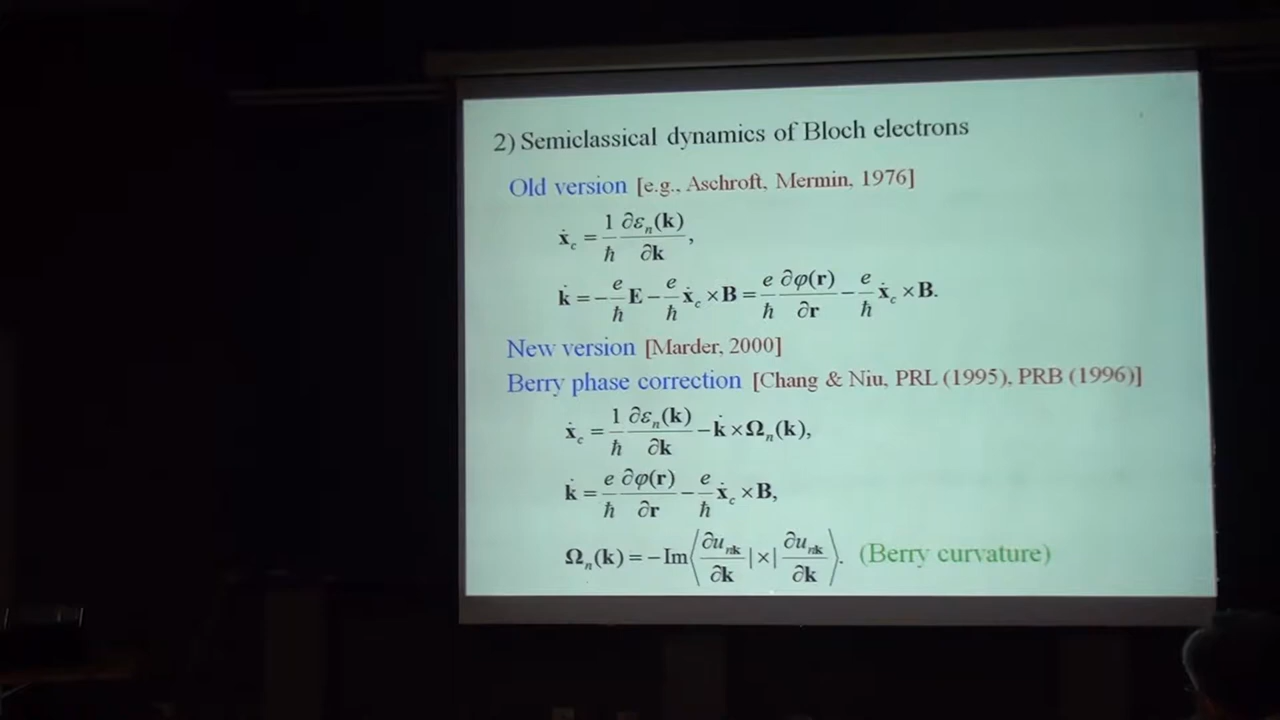 2) Semiclassical dynamics of Bloch electrons
Old version [e.g., Aschroft, Mermin, 1976]
ẋ_c = (1/ħ) ∂ε_n(k)/∂k,
k̇ = −(e/ħ)E − (e/ħ)ẋ_c × B = (e/ħ) ∂φ(r)/∂r − (e/ħ)ẋ_c × B.
New version [Marder, 2000]
Berry phase correction [Chang & Niu, PRL (1995), PRB (1996)]
ẋ_c = (1/ħ) ∂ε_n(k)/∂k − k̇ × Ω_n(k),
k̇ = (e/ħ) ∂φ(r)/∂r − (e/ħ)ẋ_c × B,
Ω_n(k) = −Im⟨∂u_nk/∂k | × | ∂u_nk/∂k⟩. (Berry curvature)